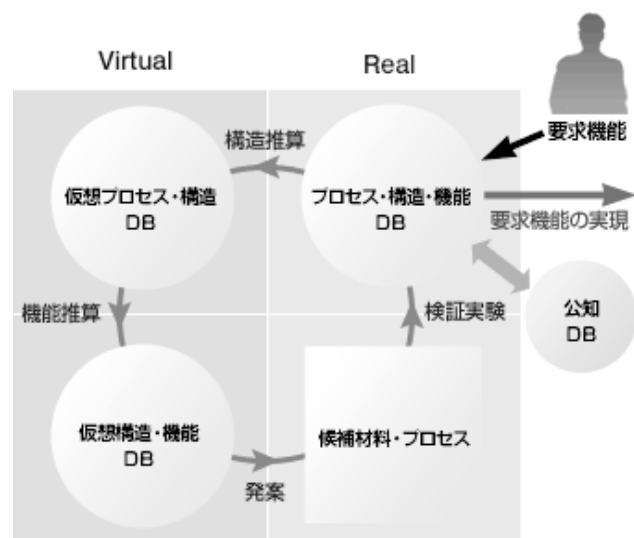 Virtual
Real
要求機能
構造推算
仮想プロセス・構造
DB
プロセス・構造・機能
DB
要求機能の実現
機能推算
検証実験
公知
DB
仮想構造・機能
DB
候補材料・プロセス
発案